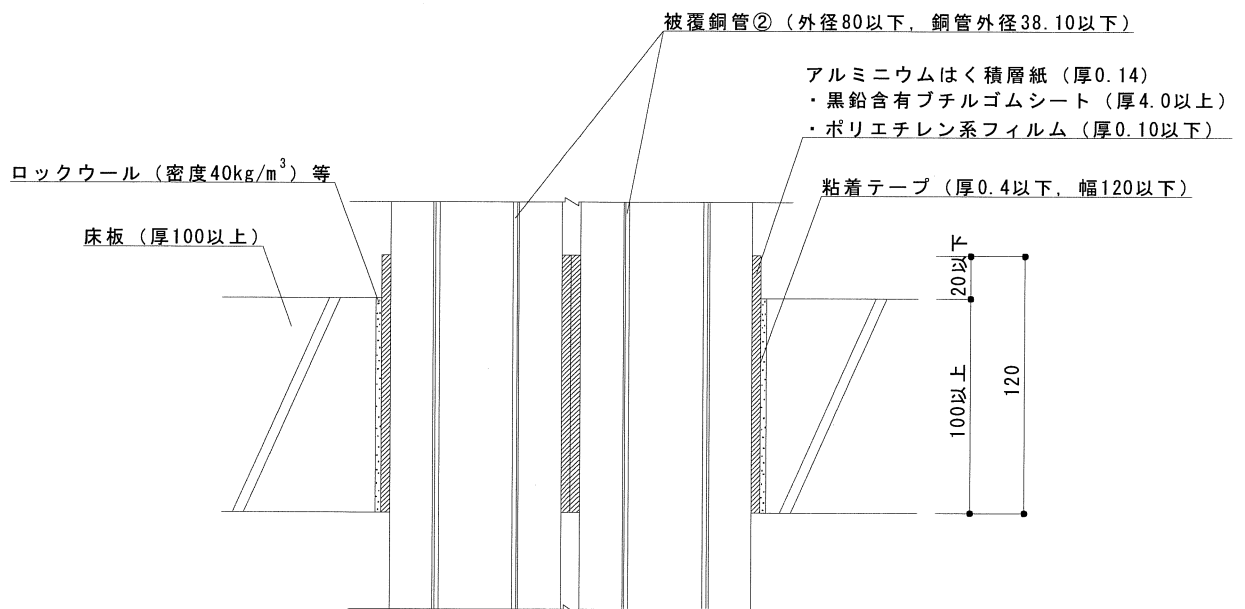 被覆銅管②（外径80以下，銅管外径38.10以下）
アルミニウムはく積層紙（厚0.14）
・黒鉛含有ブチルゴムシート（厚4.0以上）
・ポリエチレン系フィルム（厚0.10以下）
ロックウール（密度40kg/m³）等
粘着テープ（厚0.4以下，幅120以下）
床板（厚100以上）
20以下
100以上
120